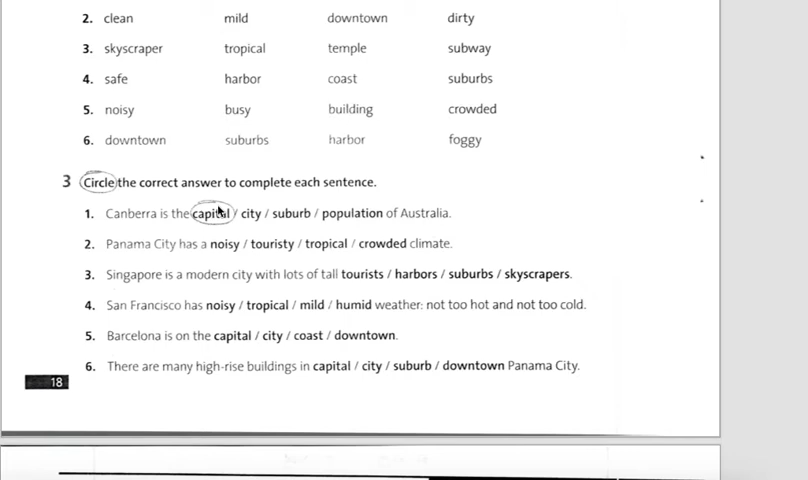 2. clean mild downtown dirty
3. skyscraper tropical temple subway
4. safe harbor coast suburbs
5. noisy busy building crowded
6. downtown suburbs harbor foggy
3 Circle the correct answer to complete each sentence.
1. Canberra is the capital / city / suburb / population of Australia.
2. Panama City has a noisy / touristy / tropical / crowded climate.
3. Singapore is a modern city with lots of tall tourists / harbors / suburbs / skyscrapers.
4. San Francisco has noisy / tropical / mild / humid weather: not too hot and not too cold.
5. Barcelona is on the capital / city / coast / downtown.
6. There are many high-rise buildings in capital / city / suburb / downtown Panama City.
18